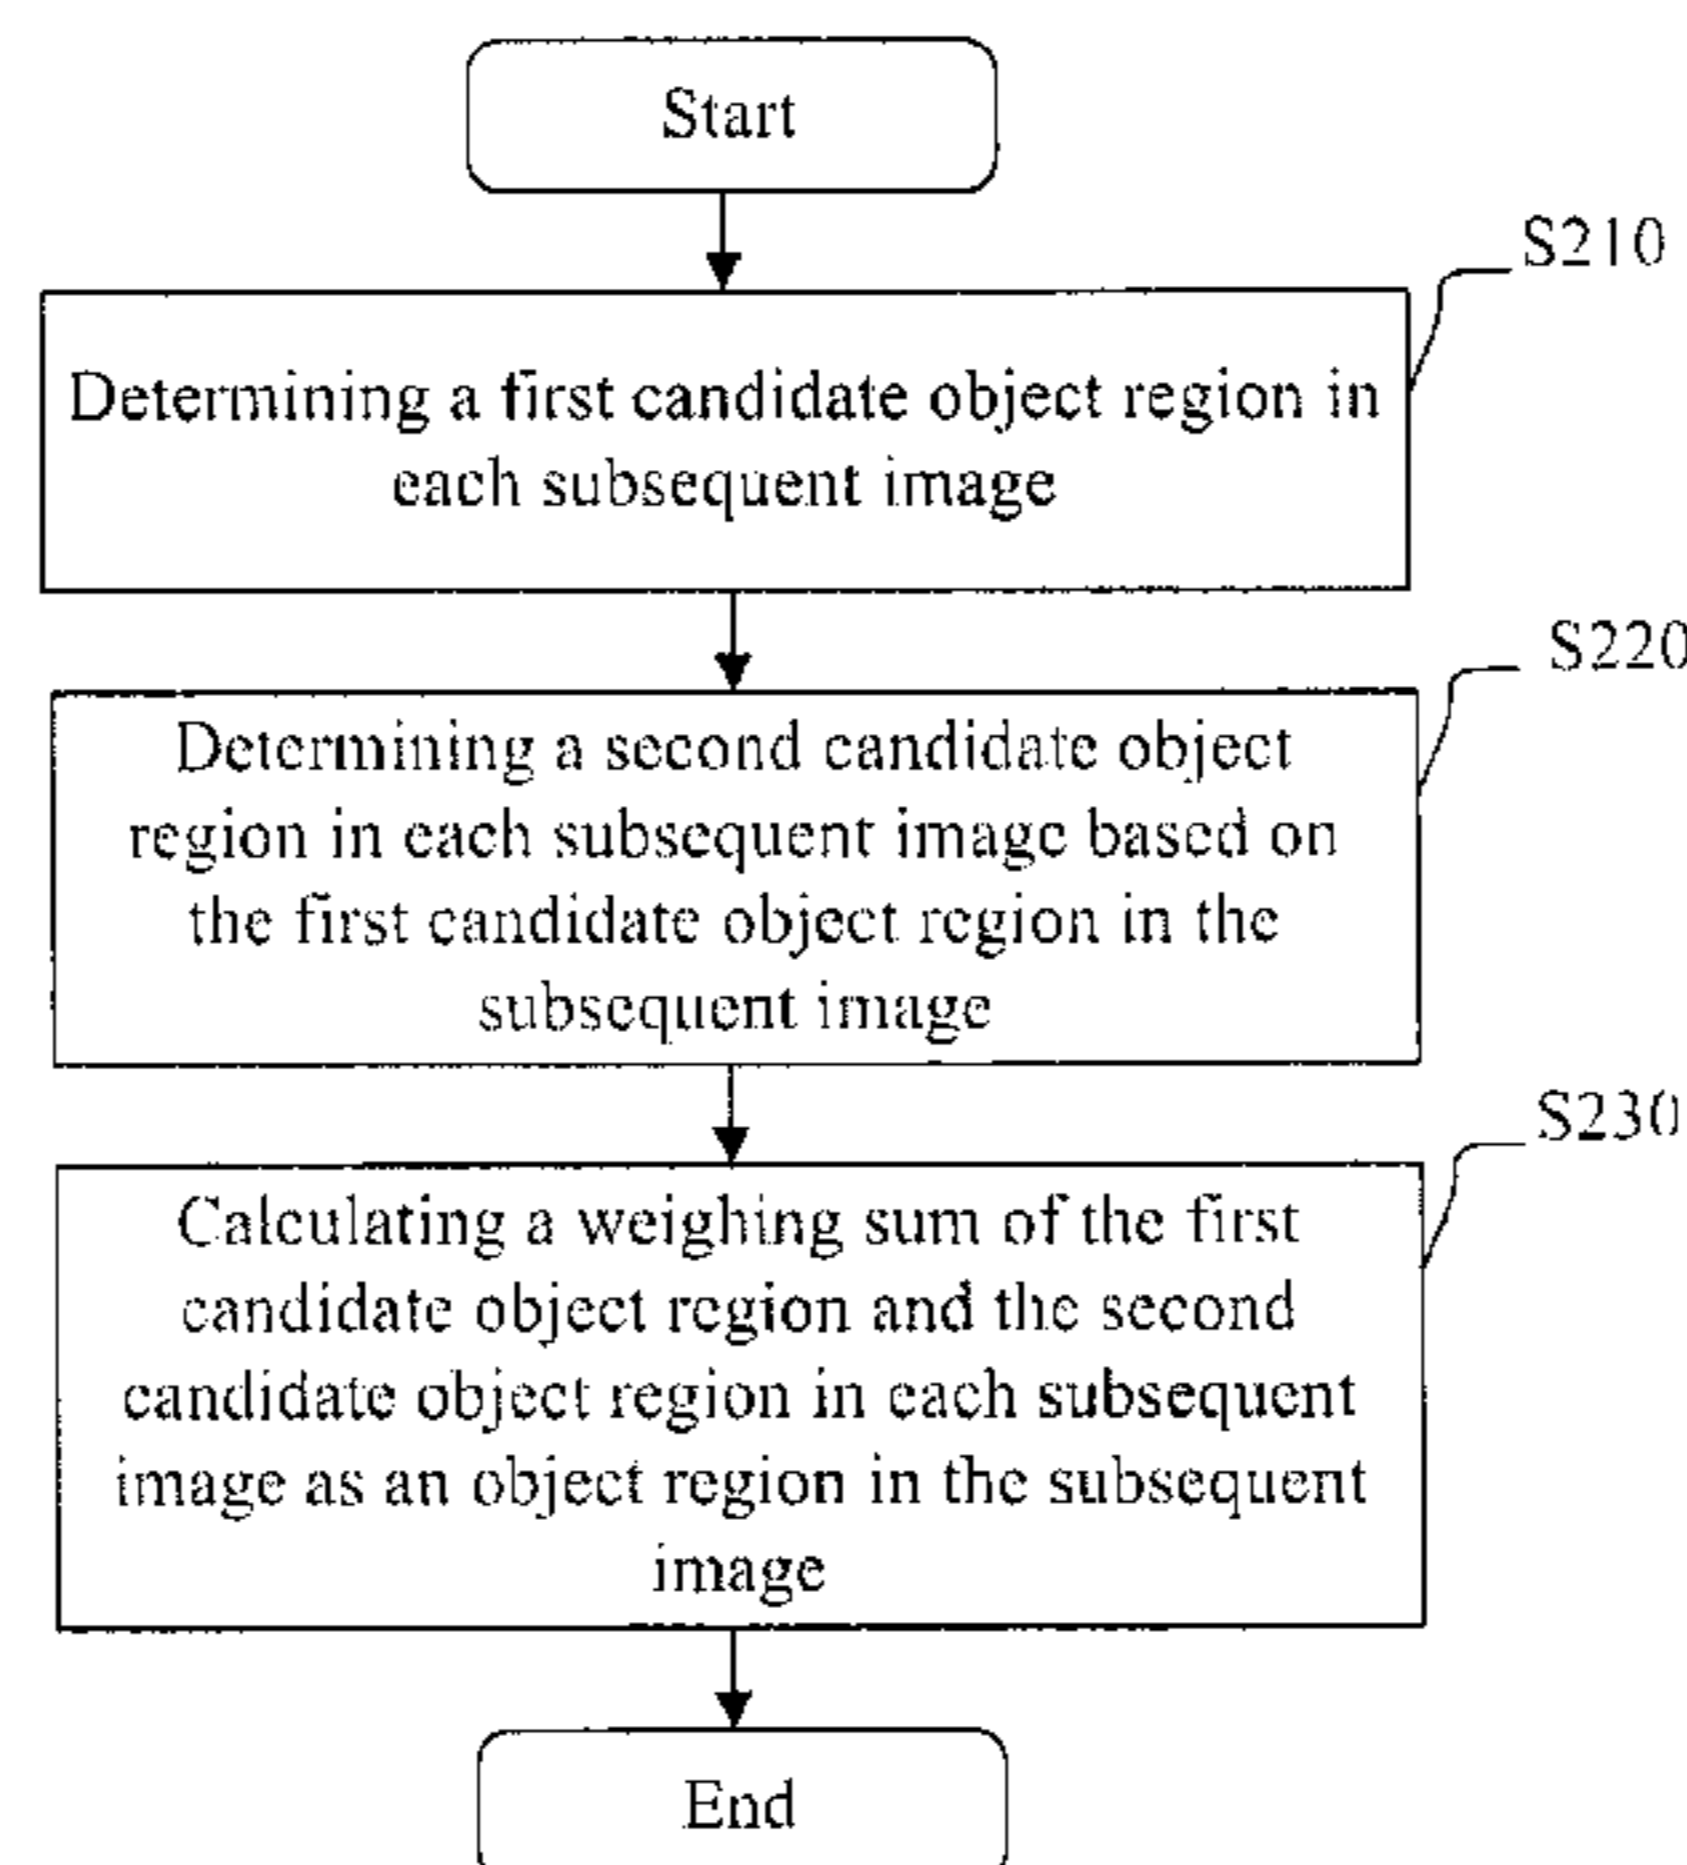 Start
S210
Determining a first candidate object region in
each subsequent image
S220
Determining a second candidate object
region in each subsequent image based on
the first candidate object region in the
subsequent image
S230
Calculating a weighing sum of the first
candidate object region and the second
candidate object region in each subsequent
image as an object region in the subsequent
image
End